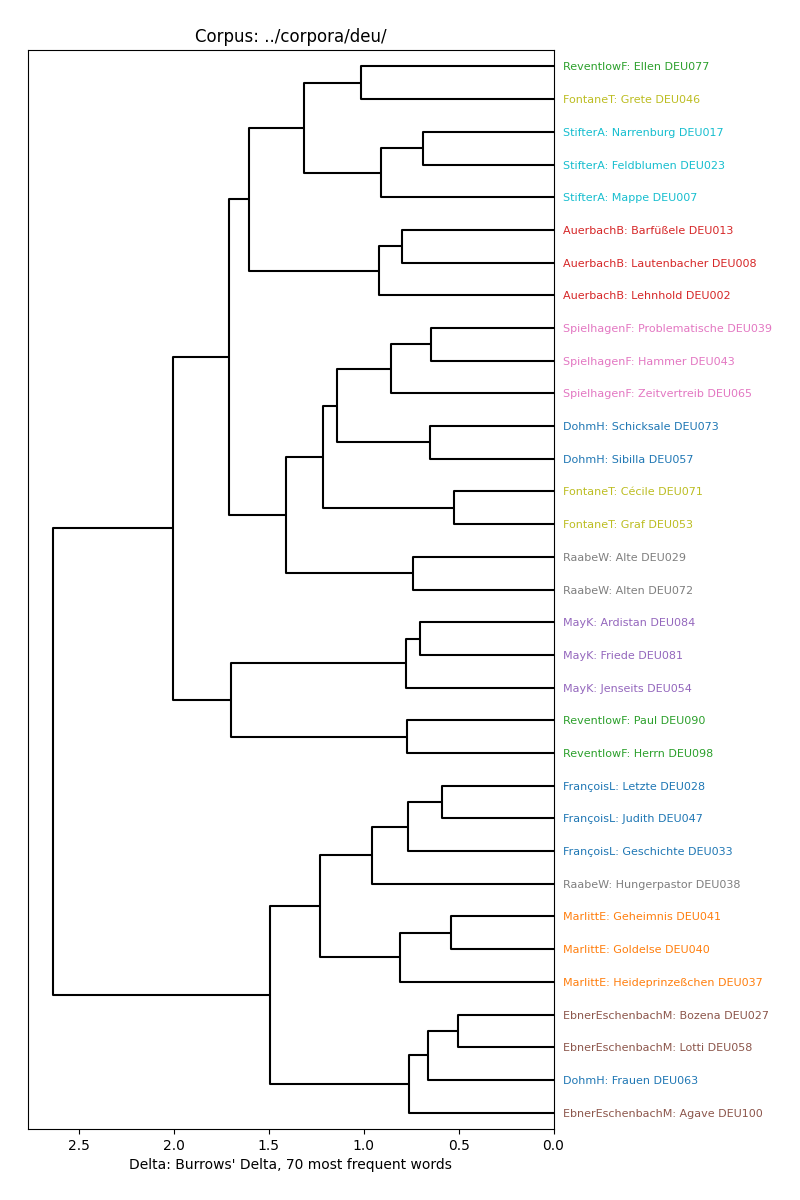 Corpus: ../corpora/deu/
ReventlowF: Ellen DEU077
FontaneT: Grete DEU046
StifterA: Narrenburg DEU017
StifterA: Feldblumen DEU023
StifterA: Mappe DEU007
AuerbachB: Barfüßele DEU013
AuerbachB: Lautenbacher DEU008
AuerbachB: Lehnhold DEU002
SpielhagenF: Problematische DEU039
SpielhagenF: Hammer DEU043
SpielhagenF: Zeitvertreib DEU065
DohmH: Schicksale DEU073
DohmH: Sibilla DEU057
FontaneT: Cécile DEU071
FontaneT: Graf DEU053
RaabeW: Alte DEU029
RaabeW: Alten DEU072
MayK: Ardistan DEU084
MayK: Friede DEU081
MayK: Jenseits DEU054
ReventlowF: Paul DEU090
ReventlowF: Herrn DEU098
FrançoisL: Letzte DEU028
FrançoisL: Judith DEU047
FrançoisL: Geschichte DEU033
RaabeW: Hungerpastor DEU038
MarlittE: Geheimnis DEU041
MarlittE: Goldelse DEU040
MarlittE: Heideprinzeßchen DEU037
EbnerEschenbachM: Bozena DEU027
EbnerEschenbachM: Lotti DEU058
DohmH: Frauen DEU063
EbnerEschenbachM: Agave DEU100
2.5 2.0 1.5 1.0 0.5 0.0
Delta: Burrows' Delta, 70 most frequent words